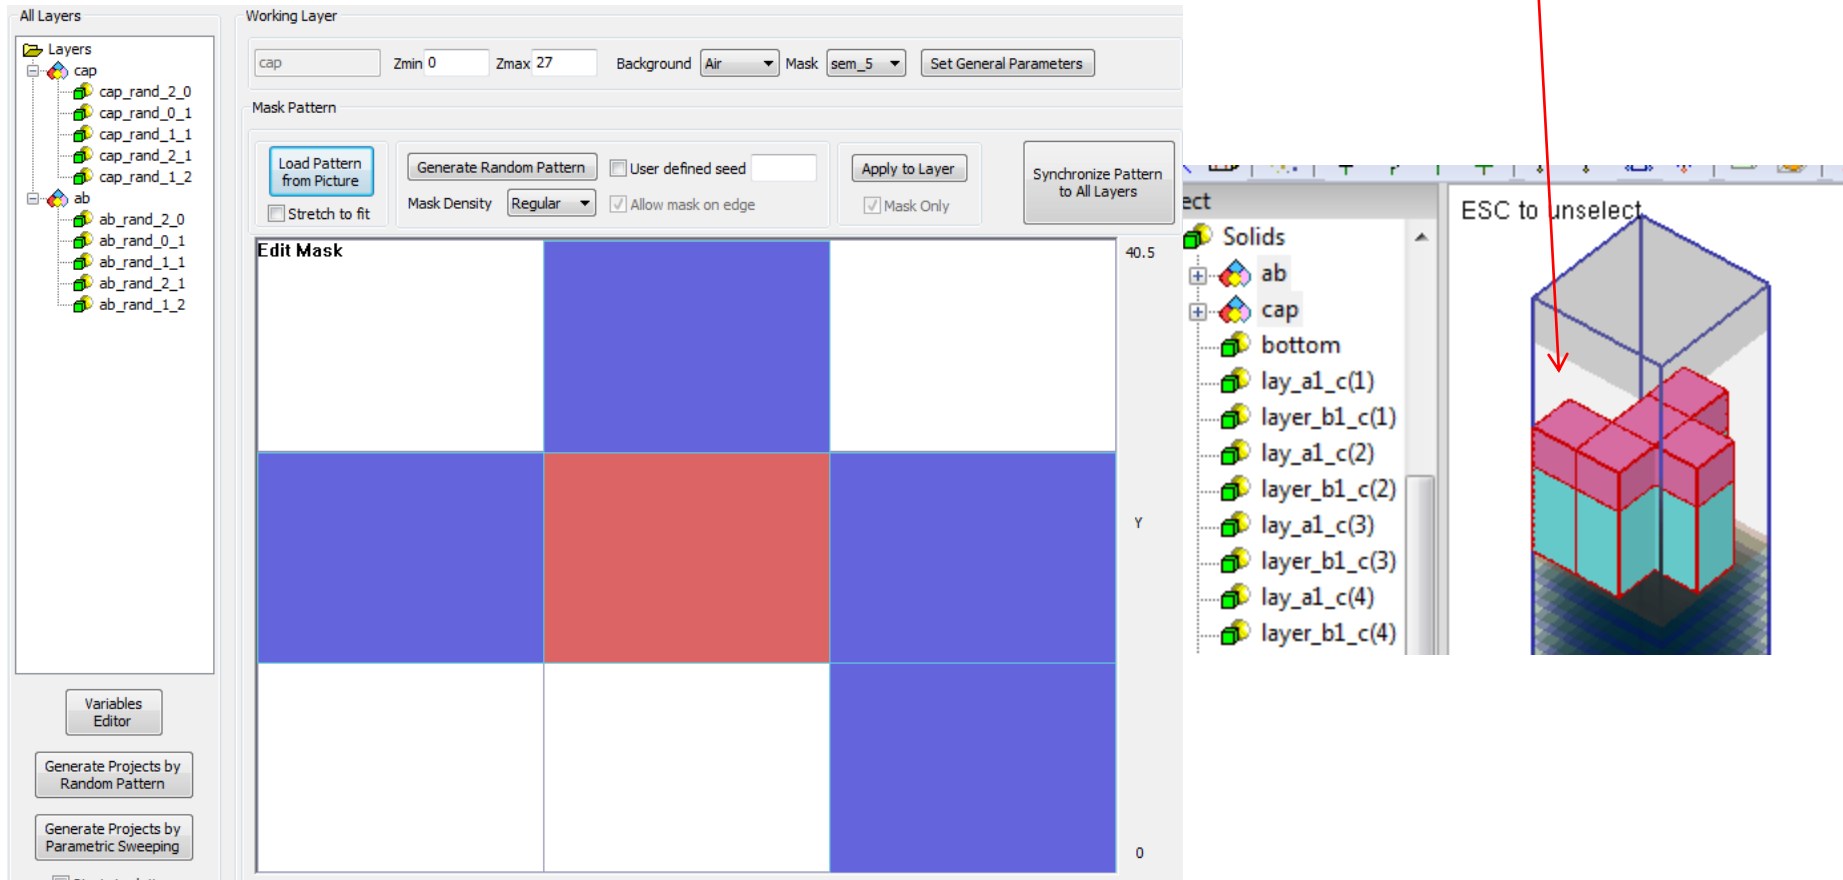 All Layers
Layers
cap
cap_rand_2_0
cap_rand_0_1
cap_rand_1_1
cap_rand_2_1
cap_rand_1_2
ab
ab_rand_2_0
ab_rand_0_1
ab_rand_1_1
ab_rand_2_1
ab_rand_1_2
Variables
Editor
Generate Projects by
Random Pattern
Generate Projects by
Parametric Sweeping
Working Layer
cap Zmin 0 Zmax 27 Background Air Mask sem_5 Set General Parameters
Mask Pattern
Load Pattern
from Picture
Stretch to fit
Generate Random Pattern User defined seed
Mask Density Regular Allow mask on edge
Apply to Layer
Mask Only
Synchronize Pattern
to All Layers
Edit Mask
40.5
Y
0
ect
Solids
ab
cap
bottom
lay_a1_c(1)
layer_b1_c(1)
lay_a1_c(2)
layer_b1_c(2)
lay_a1_c(3)
layer_b1_c(3)
lay_a1_c(4)
layer_b1_c(4)
ESC to unselect